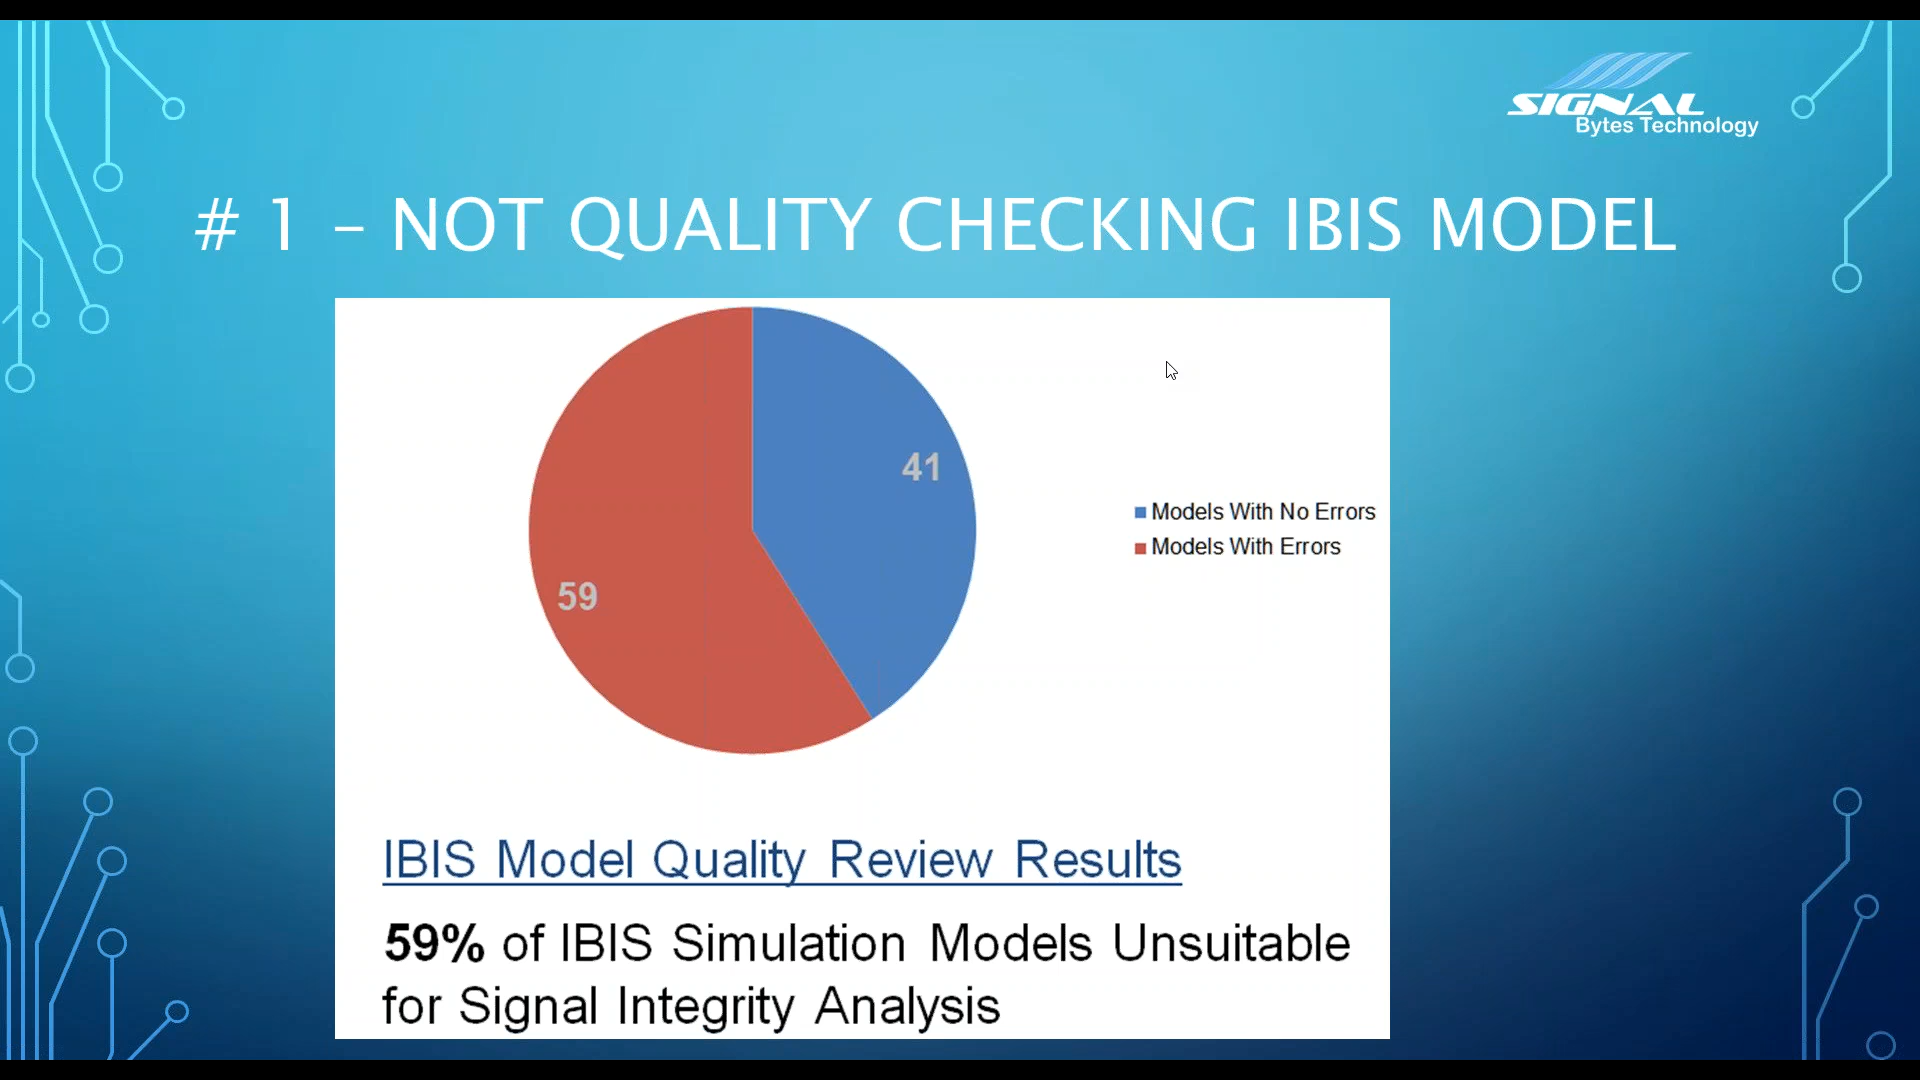 SIGNAL
Bytes Technology
# 1 – NOT QUALITY CHECKING IBIS MODEL
41
59
Models With No Errors
Models With Errors
IBIS Model Quality Review Results
59% of IBIS Simulation Models Unsuitable
for Signal Integrity Analysis